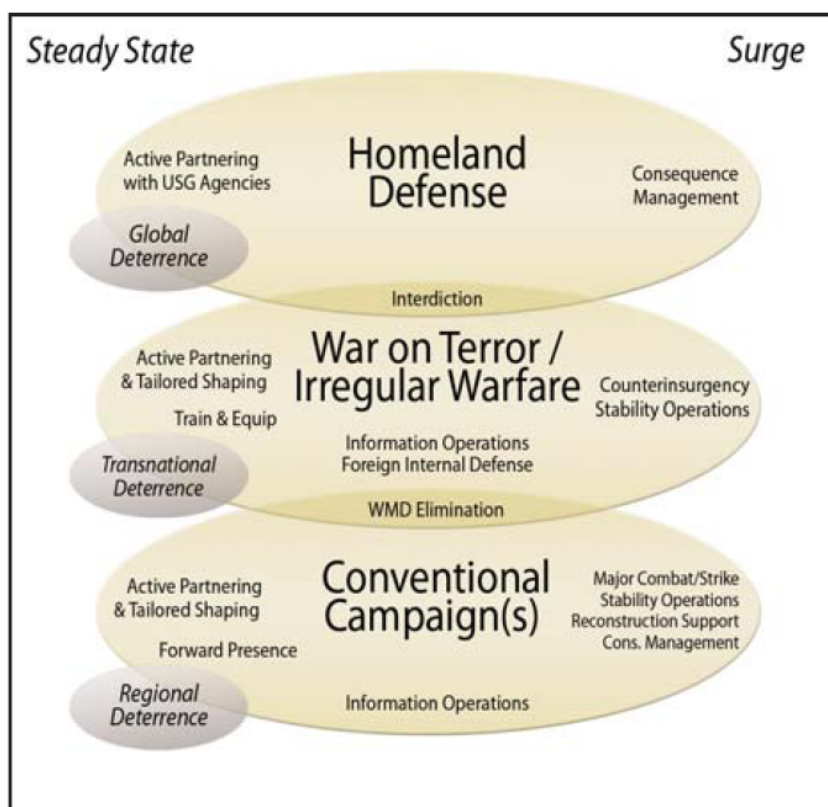 Steady State
Surge
Homeland
Defense
Active Partnering
with USG Agencies
Consequence
Management
Global
Deterrence
Interdiction
War on Terror /
Irregular Warfare
Active Partnering
& Tailored Shaping
Train & Equip
Counterinsurgency
Stability Operations
Information Operations
Foreign Internal Defense
Transnational
Deterrence
WMD Elimination
Conventional
Campaign(s)
Active Partnering
& Tailored Shaping
Forward Presence
Major Combat/Strike
Stability Operations
Reconstruction Support
Cons. Management
Regional
Deterrence
Information Operations